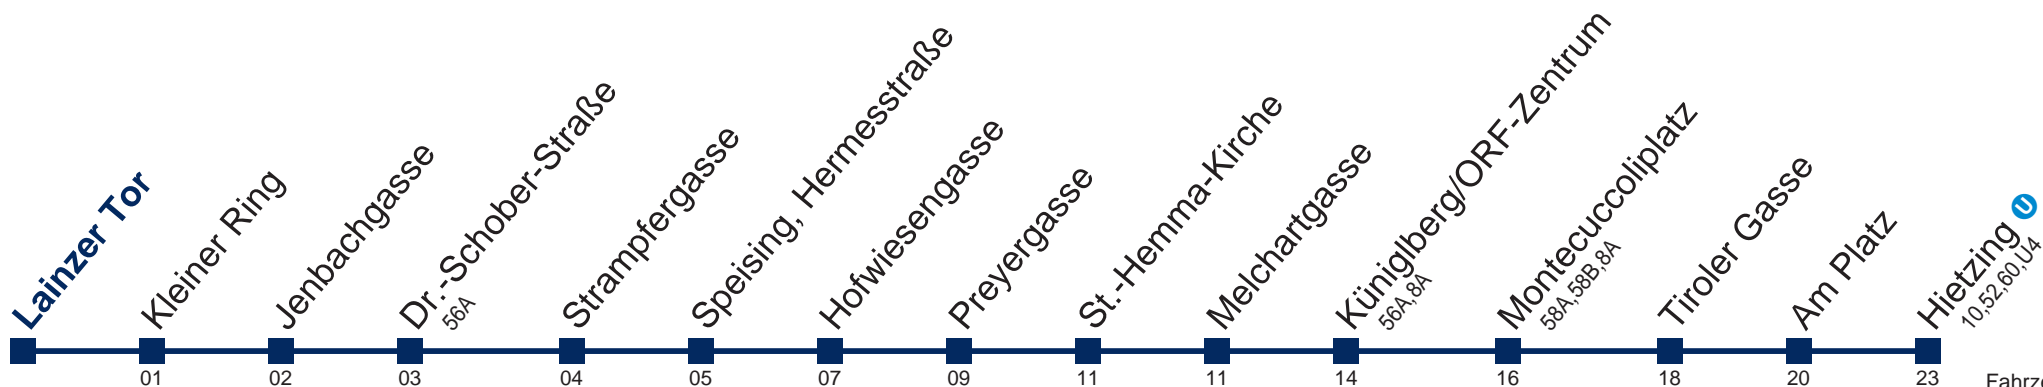 Lainzer Tor
Kleiner Ring
Jenbachgasse
Dr.-Schober-Straße
56A
Strampfergasse
Speising, Hermesstraße
Hofwiesengasse
Preyergasse
St.-Hemma-Kirche
Melchartgasse
Küniglberg/ORF-Zentrum
56A,8A
Montecuccoliplatz
58A,58B,8A
Tiroler Gasse
Am Platz
Hietzing U
10,52,60,U4
01 02 03 04 05 07 09 11 11 14 16 18 20 23 Fahrz